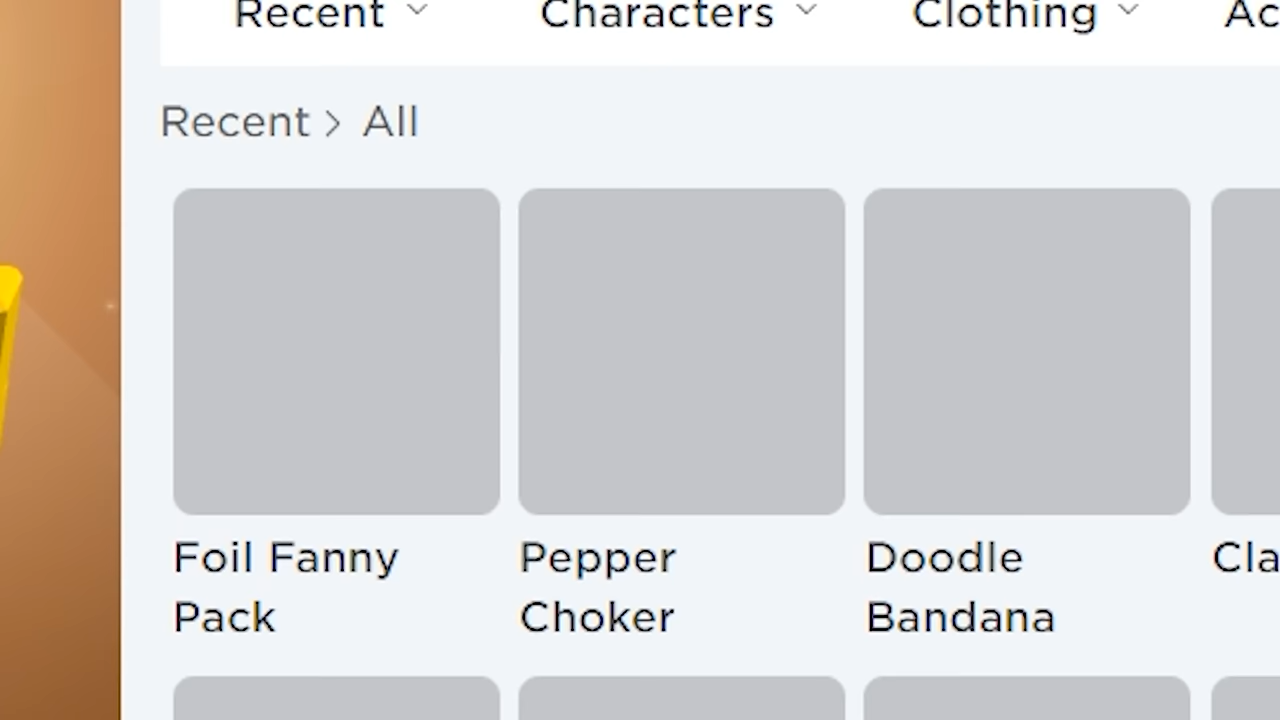 Recent Characters Clothing
Recent > All
Foil Fanny Pepper Doodle
Pack Choker Bandana